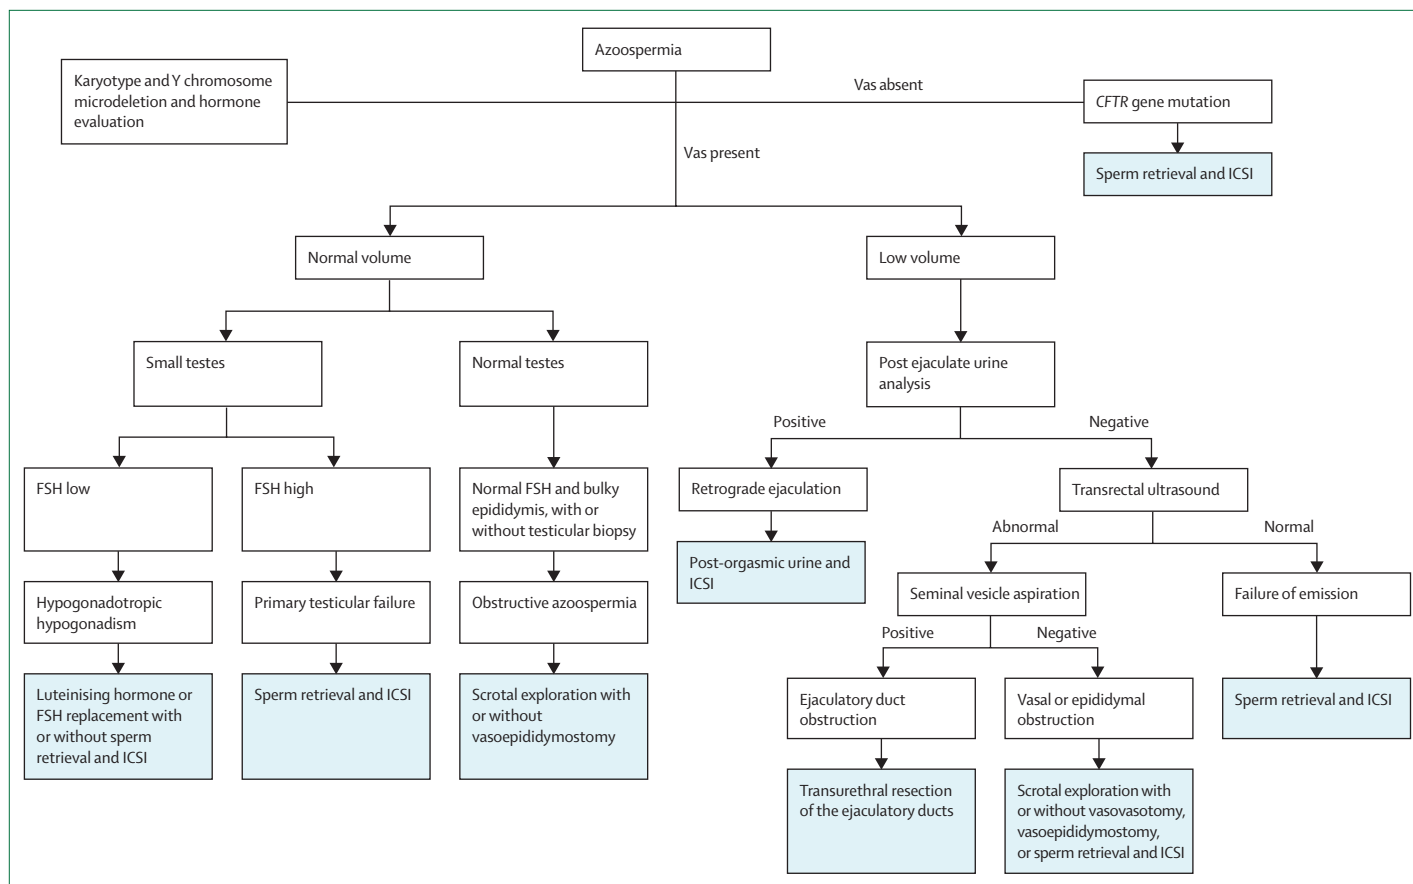 Azoospermia
Karyotype and Y chromosome
microdeletion and hormone
evaluation
Vas absent
CFTR gene mutation
Vas present
Sperm retrieval and ICSI
Normal volume
Low volume
Small testes
Normal testes
Post ejaculate urine
analysis
Positive
Negative
FSH low
FSH high
Normal FSH and bulky
epididymis, with or
without testicular biopsy
Retrograde ejaculation
Transrectal ultrasound
Abnormal
Normal
Post-orgasmic urine and
ICSI
Hypogonadotropic
hypogonadism
Primary testicular failure
Obstructive azoospermia
Seminal vesicle aspiration
Failure of emission
Positive
Negative
Luteinising hormone or
FSH replacement with
or without sperm
retrieval and ICSI
Sperm retrieval and ICSI
Scrotal exploration with
or without
vasoepididymostomy
Ejaculatory duct
obstruction
Vasal or epididymal
obstruction
Sperm retrieval and ICSI
Transurethral resection
of the ejaculatory ducts
Scrotal exploration with
or without vasovasotomy,
vasoepididymostomy,
or sperm retrieval and ICSI